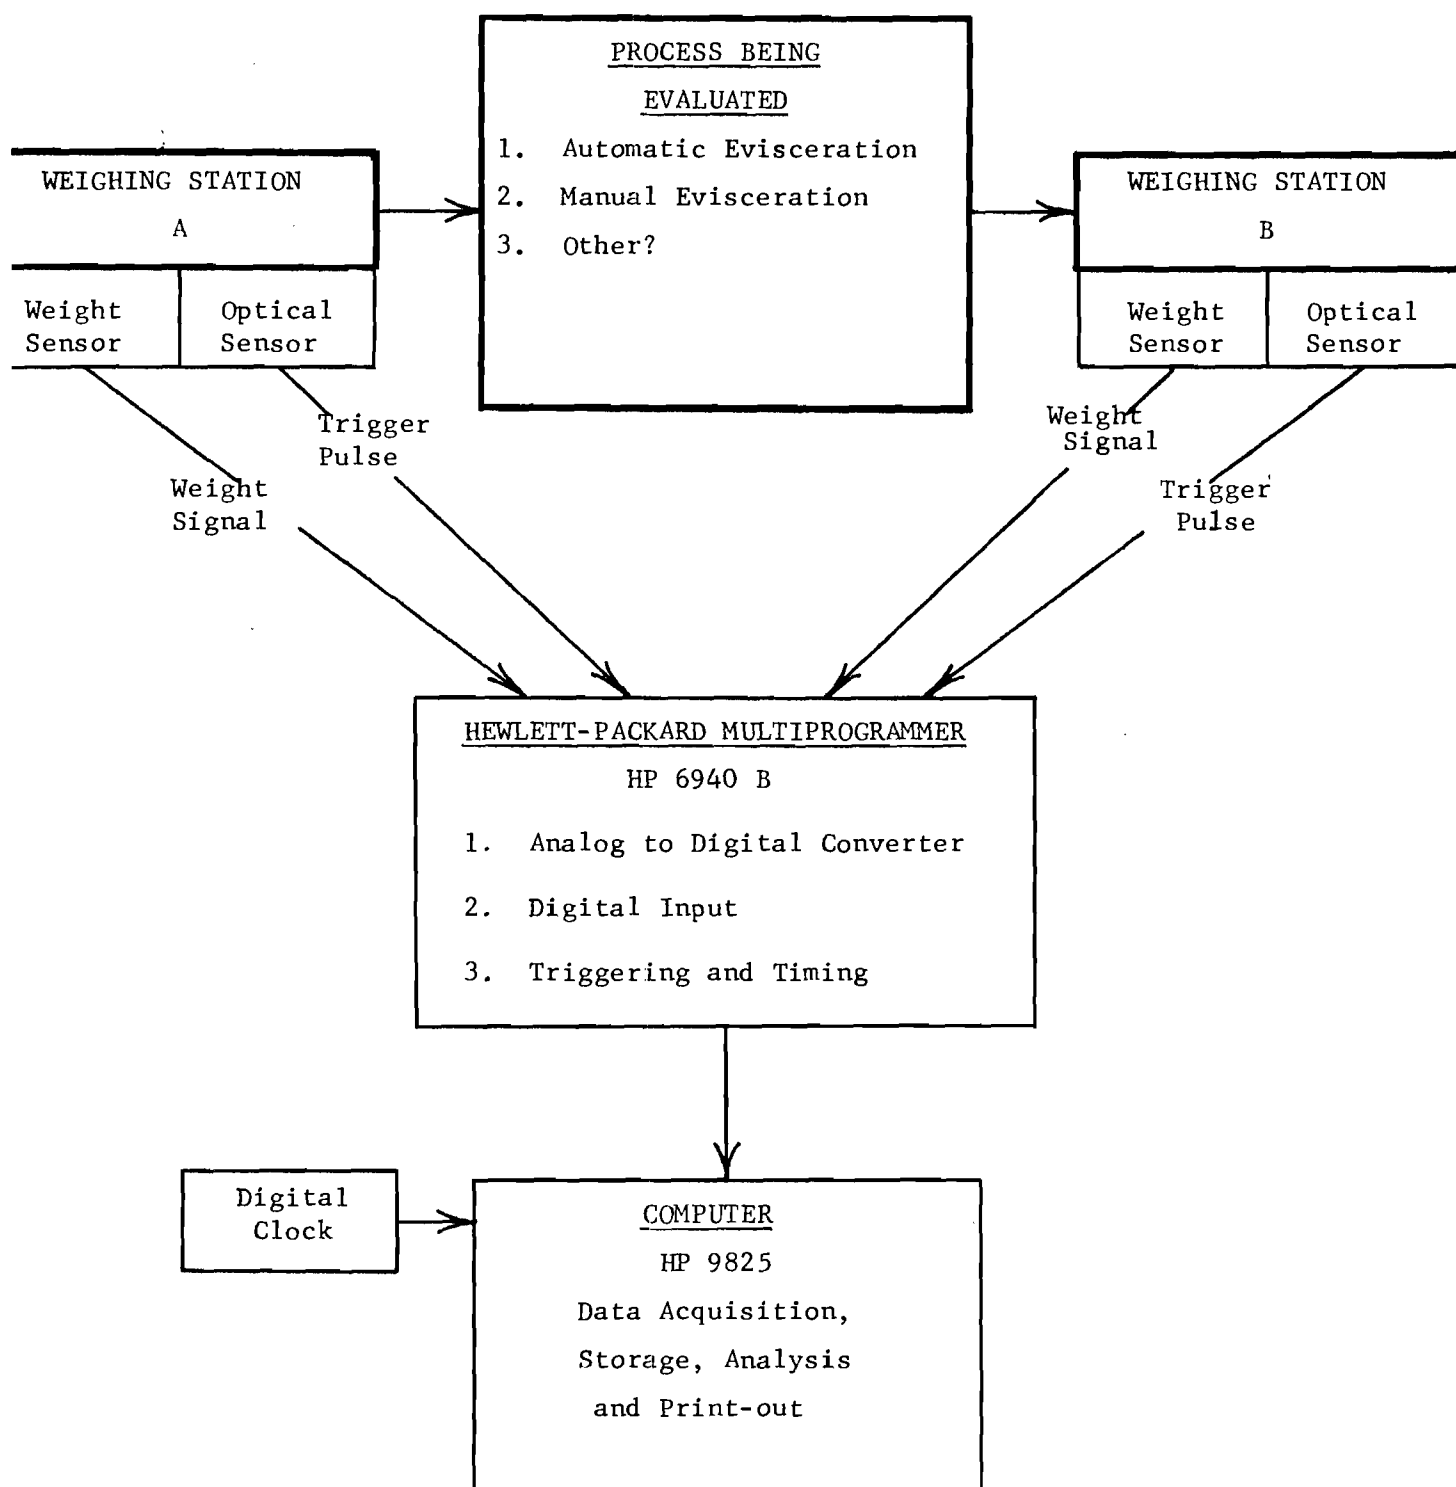 PROCESS BEING
EVALUATED
1. Automatic Evisceration
2. Manual Evisceration
3. Other?
WEIGHING STATION
A
Weight
Sensor
Optical
Sensor
WEIGHING STATION
B
Weight
Sensor
Optical
Sensor
Trigger
Pulse
Weight
Signal
Weight
Signal
Trigger
Pulse
HEWLETT-PACKARD MULTIPROGRAMMER
HP 6940 B
1. Analog to Digital Converter
2. Digital Input
3. Triggering and Timing
Digital
Clock
COMPUTER
HP 9825
Data Acquisition,
Storage, Analysis
and Print-out